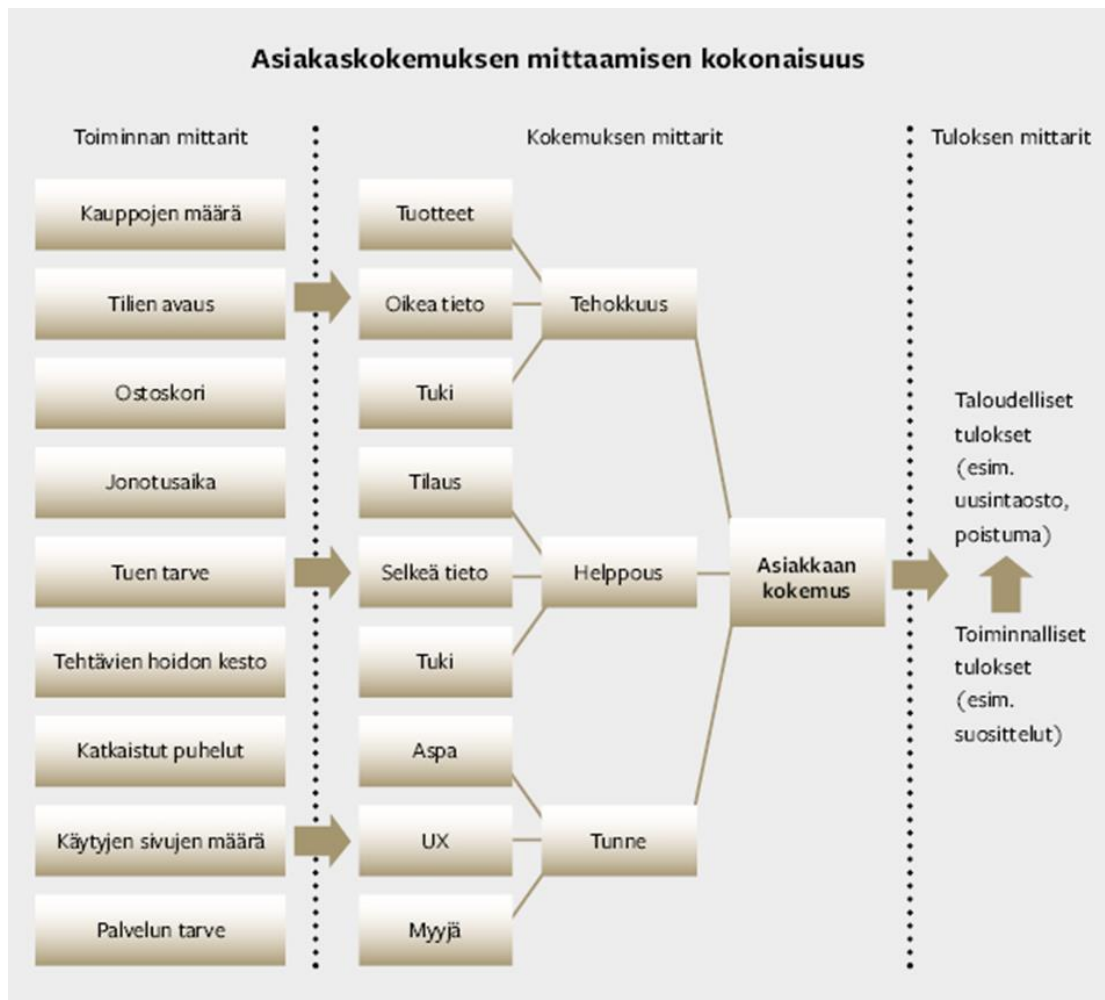 Asiakaskokemuksen mittaamisen kokonaisuus
Toiminnan mittarit
Kokemuksen mittarit
Tuloksen mittarit
Kauppojen määrä
Tilien avaus
Ostoskori
Jonotusaika
Tuen tarve
Tehtävien hoidon kesto
Katkaistut puhelut
Käytyjen sivujen määrä
Palvelun tarve
Tuotteet
Oikea tieto
Tuki
Tilaus
Selkeä tieto
Tuki
Aspa
UX
Myyjä
Tehokkuus
Helppous
Tunne
Asiakkaan
kokemus
Taloudelliset
tulokset
(esim.
uusintaosto,
poistuma)
Toiminnalliset
tulokset
(esim.
suosittelut)